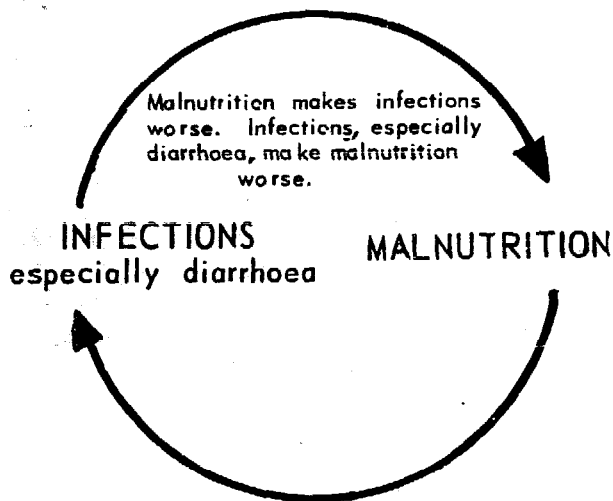 Malnutrition makes infections
worse. Infections, especially
diarrhoea, make malnutrition
worse.
INFECTIONS
especially diarrhoea
MALNUTRITION